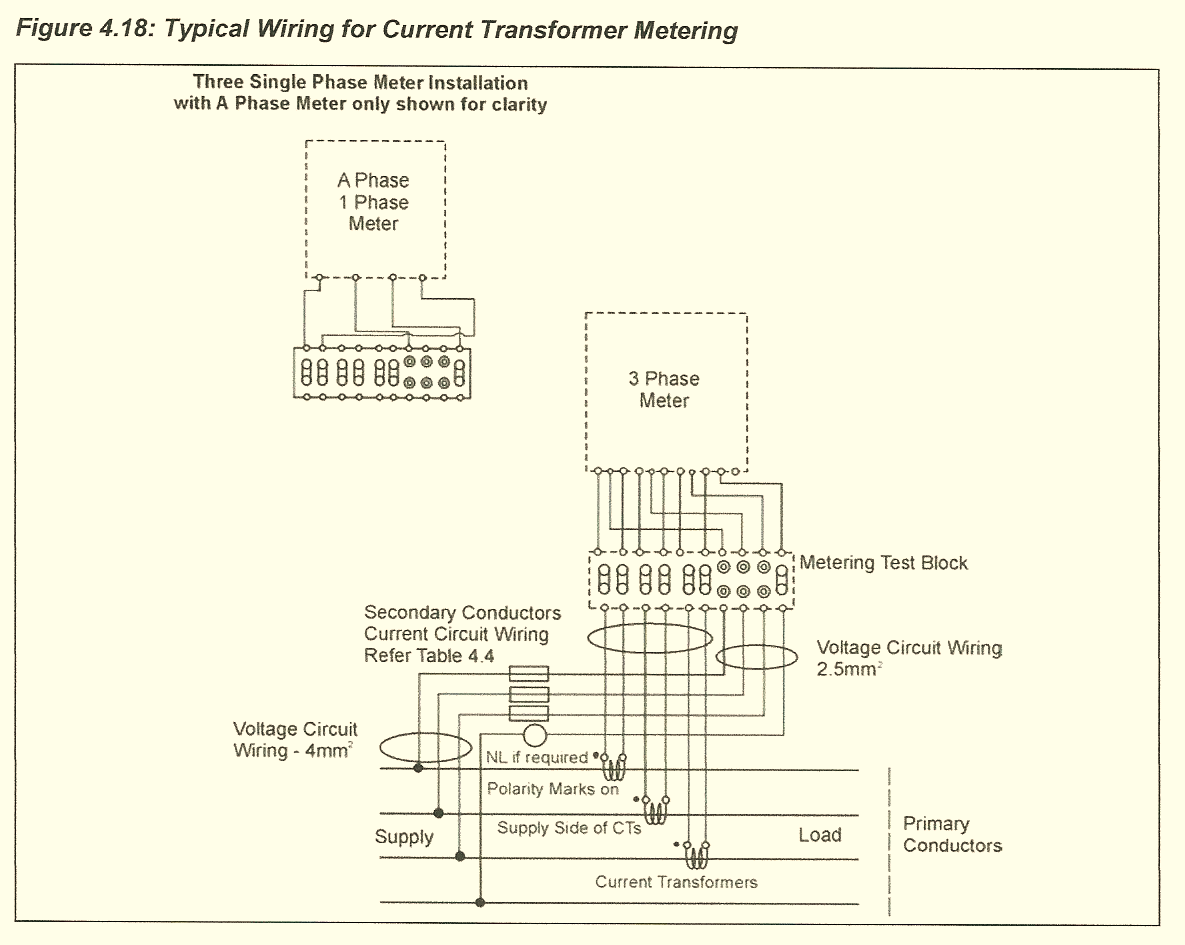 Figure 4.18: Typical Wiring for Current Transformer Metering
Three Single Phase Meter Installation
with A Phase Meter only shown for clarity
A Phase
1 Phase
Meter
3 Phase
Meter
Metering Test Block
Secondary Conductors
Current Circuit Wiring
Refer Table 4.4
Voltage Circuit Wiring
2.5mm²
Voltage Circuit
Wiring - 4mm²
NL if required
Polarity Marks on
Supply Side of CTs
Supply
Load
Primary
Conductors
Current Transformers